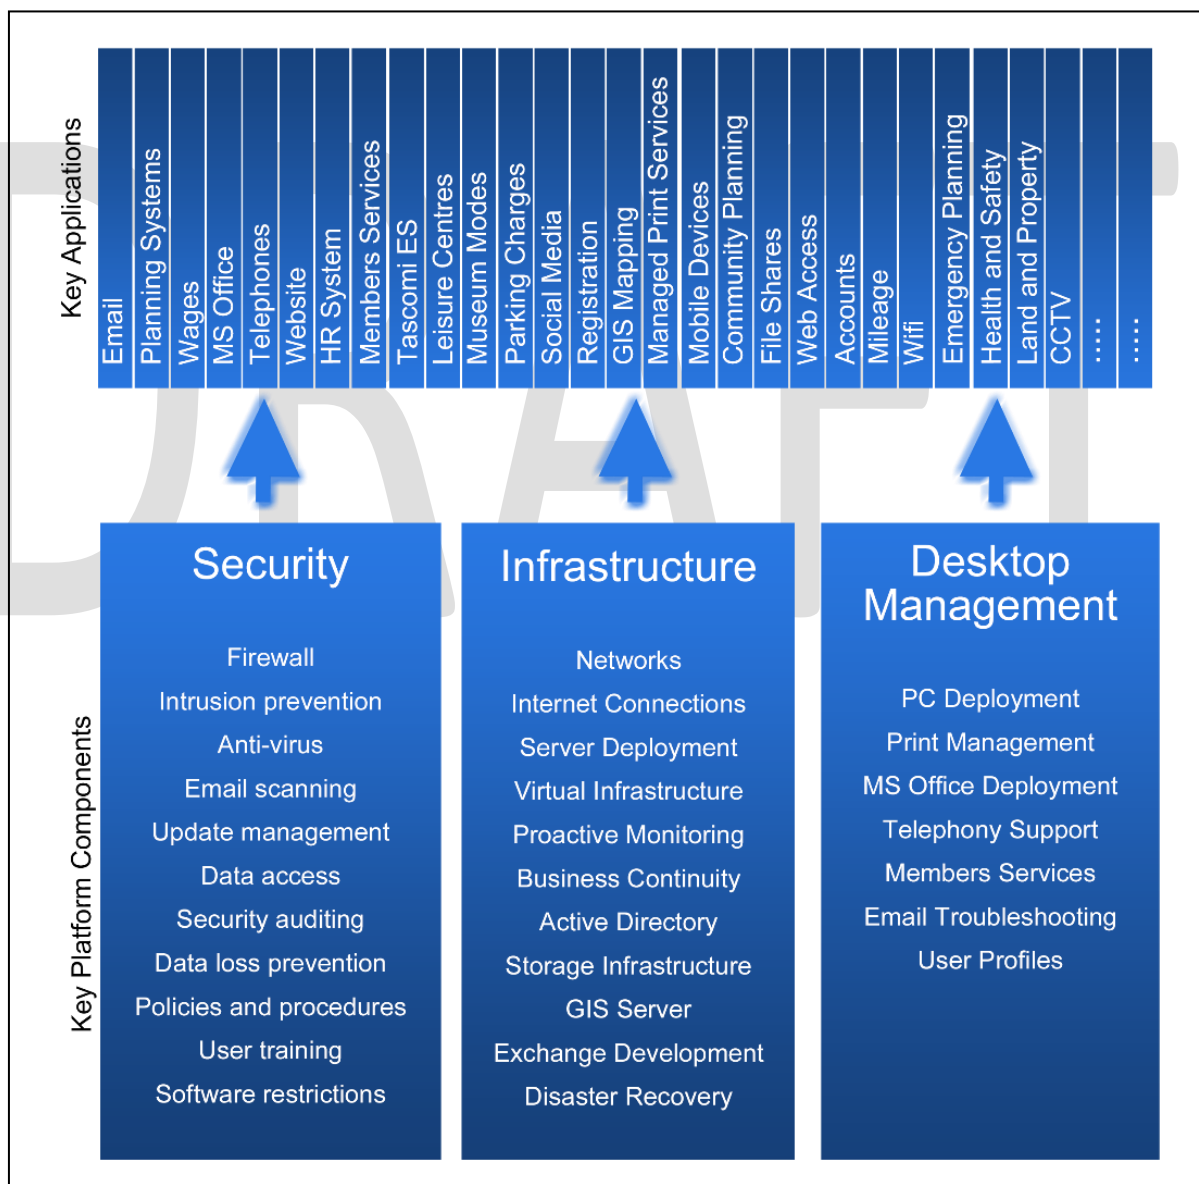 Key Applications
Email
Planning Systems
Wages
MS Office
Telephones
Website
HR System
Members Services
Tascomi ES
Leisure Centres
Museum Modes
Parking Charges
Social Media
Registration
GIS Mapping
Managed Print Services
Mobile Devices
Community Planning
File Shares
Web Access
Accounts
Mileage
Wifi
Emergency Planning
Health and Safety
Land and Property
CCTV
.....
.....
DRAFT
Key Platform Components
Security
Firewall
Intrusion prevention
Anti-virus
Email scanning
Update management
Data access
Security auditing
Data loss prevention
Policies and procedures
User training
Software restrictions
Infrastructure
Networks
Internet Connections
Server Deployment
Virtual Infrastructure
Proactive Monitoring
Business Continuity
Active Directory
Storage Infrastructure
GIS Server
Exchange Development
Disaster Recovery
Desktop
Management
PC Deployment
Print Management
MS Office Deployment
Telephony Support
Members Services
Email Troubleshooting
User Profiles